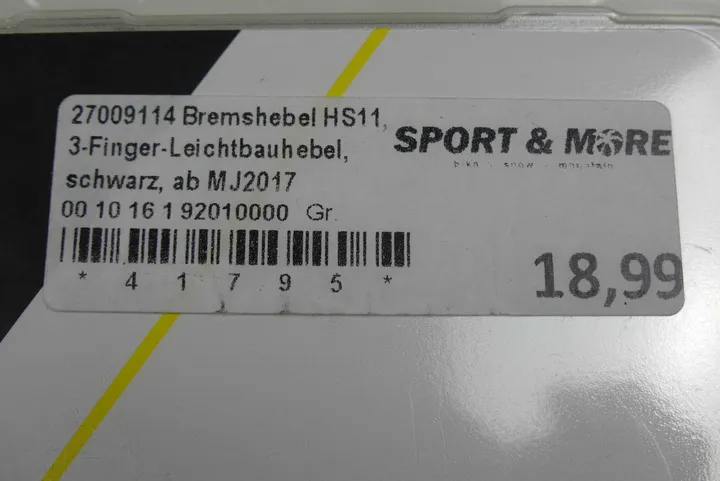 27009114 Bremshebel HS11,
3-Finger-Leichtbauhebel,
schwarz, ab MJ2017
00 10 16 1 92010000 Gr.
SPORT & MORE
bike snow mountain
* 4 1 7 9 5 *
18,99